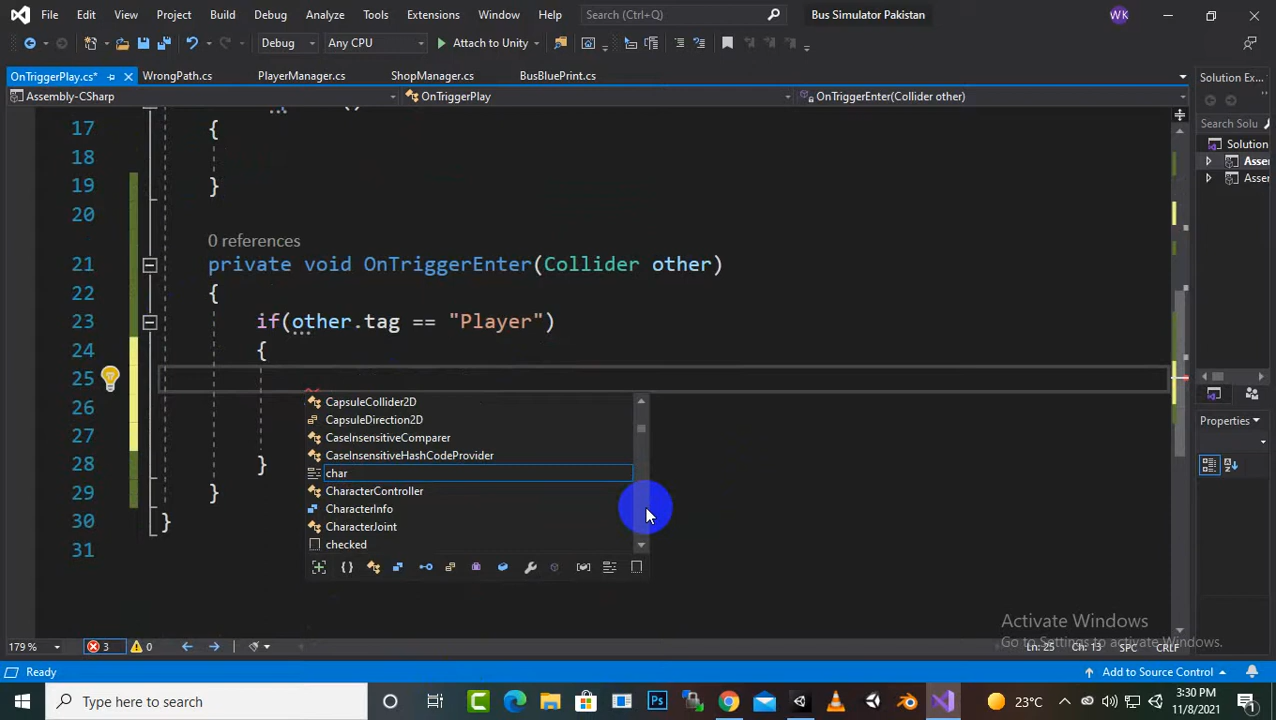 File Edit View Project Build Debug Analyze Tools Extensions Window Help Search (Ctrl+Q) Bus Simulator Pakistan WK
Debug Any CPU Attach to Unity
OnTriggerPlay.cs* WrongPath.cs PlayerManager.cs ShopManager.cs BusBluePrint.cs Solution Ex...
Assembly-CSharp OnTriggerPlay OnTriggerEnter(Collider other)
Search Solu
17 {
18
19 }
20
Solution
Asse
Asse
0 references
21 private void OnTriggerEnter(Collider other)
22 {
23 if(other.tag == "Player")
24 {
25
26
27
28 }
29 }
30 }
31
CapsuleCollider2D
CapsuleDirection2D
CaseInsensitiveComparer
CaseInsensitiveHashCodeProvider
char
CharacterController
CharacterInfo
CharacterJoint
checked
Properties
Activate Windows
Go to Settings to activate Windows.
179 % 3 0 Ln: 25 Ch: 13 SPC CRLF
Ready Add to Source Control
Type here to search Ps 23°C 3:30 PM
11/8/2021